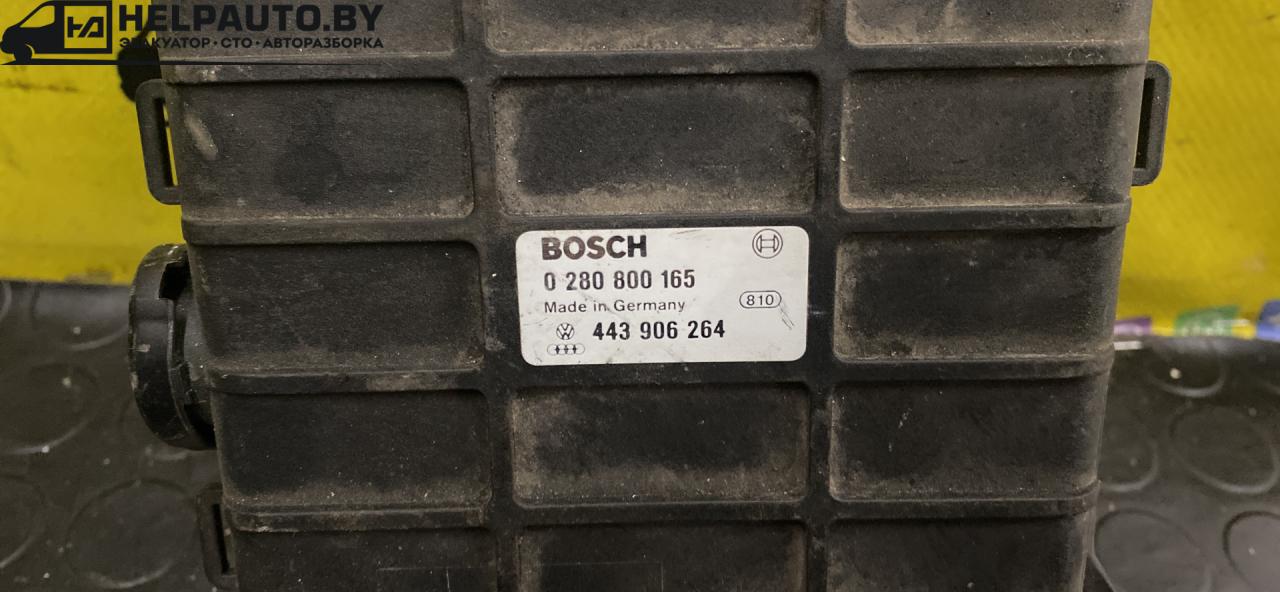 HELPAUTO.BY
ЭВАКУАТОР • СТО • АВТОРАЗБОРКА
BOSCH
0 280 800 165
Made in Germany
810
443 906 264